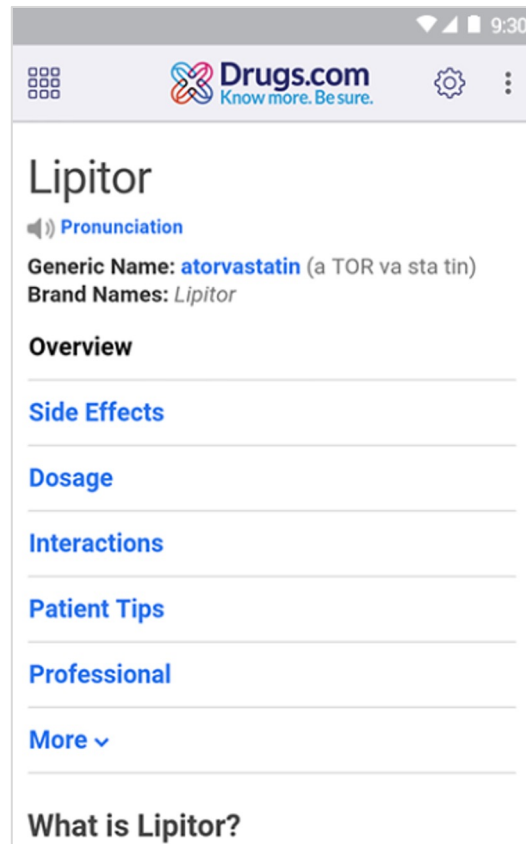 9:30
Drugs.com
Know more. Be sure.
Lipitor
Pronunciation
Generic Name: atorvastatin (a TOR va sta tin)
Brand Names: Lipitor
Overview
Side Effects
Dosage
Interactions
Patient Tips
Professional
More
What is Lipitor?